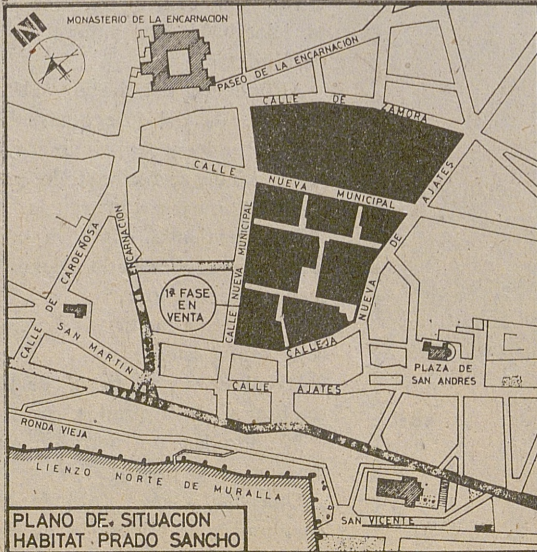 N
MONASTERIO DE LA ENCARNACION
PASEO DE LA ENCARNACION
CALLE DE ZAMORA
CALLE NUEVA MUNICIPAL
CALLE NUEVA MUNICIPAL
NUEVA DE AJATES
CALLE DE CARDEÑOSA
ENCARNACION
1ª FASE
EN
VENTA
SAN MARTIN
CALLEJA
CALLE AJATES
PLAZA DE
SAN ANDRES
RONDA VIEJA
LIENZO NORTE DE MURALLA
SAN VICENTE
PLANO DE SITUACION
HABITAT PRADO SANCHO